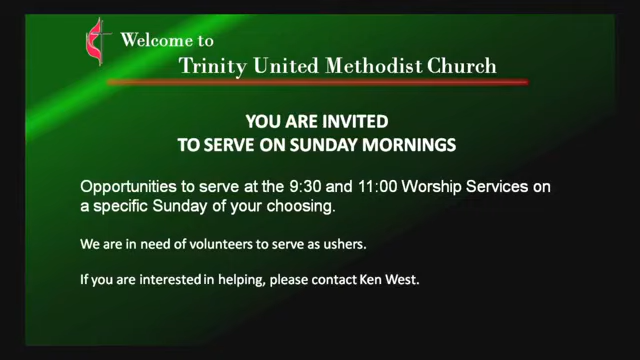 Welcome to
Trinity United Methodist Church
YOU ARE INVITED
TO SERVE ON SUNDAY MORNINGS
Opportunities to serve at the 9:30 and 11:00 Worship Services on
a specific Sunday of your choosing.
We are in need of volunteers to serve as ushers.
If you are interested in helping, please contact Ken West.